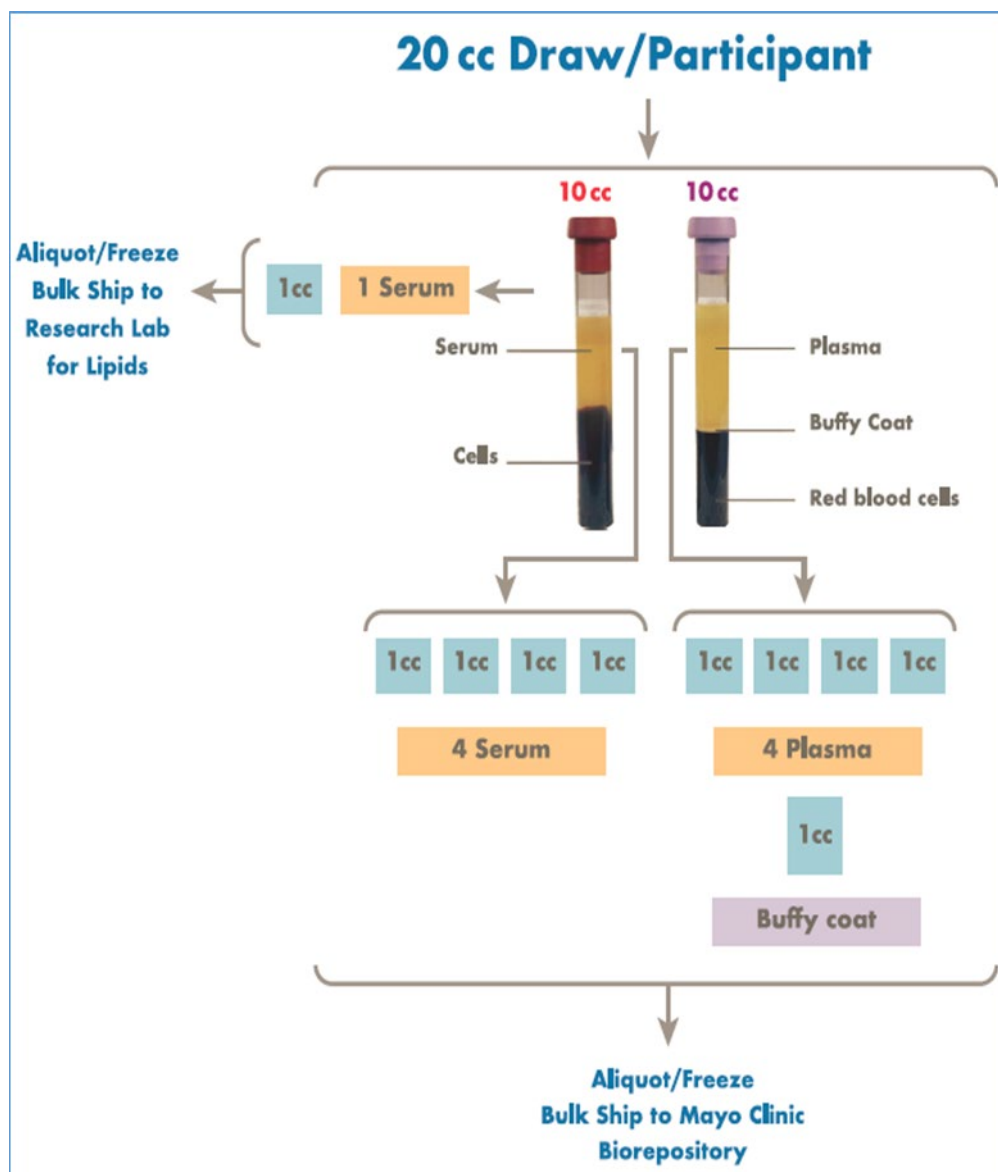 20 cc Draw/Participant
10 cc
10 cc
Aliquot/Freeze
Bulk Ship to
Research Lab
for Lipids
1cc
1 Serum
Serum
Cells
Plasma
Buffy Coat
Red blood cells
1cc 1cc 1cc 1cc
1cc 1cc 1cc 1cc
4 Serum
4 Plasma
1cc
Buffy coat
Aliquot/Freeze
Bulk Ship to Mayo Clinic
Biorepository